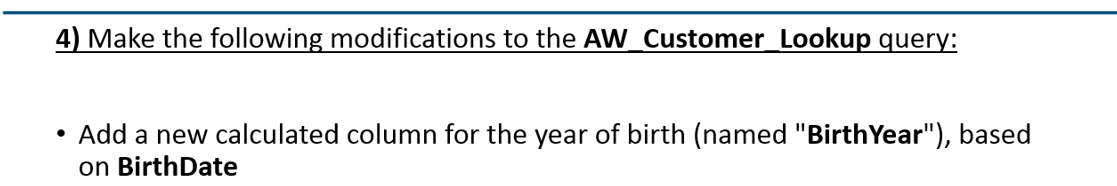 4) Make the following modifications to the AW_Customer_Lookup query:
• Add a new calculated column for the year of birth (named "BirthYear"), based
on BirthDate